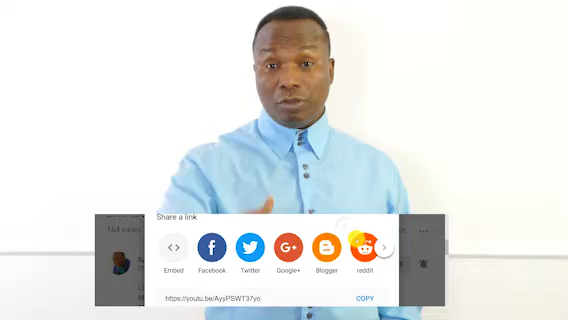 Share a link
164 views
Embed
Facebook
Twitter
Google+
Blogger
reddit
https://youtu.be/AyyPSWT37yo
COPY